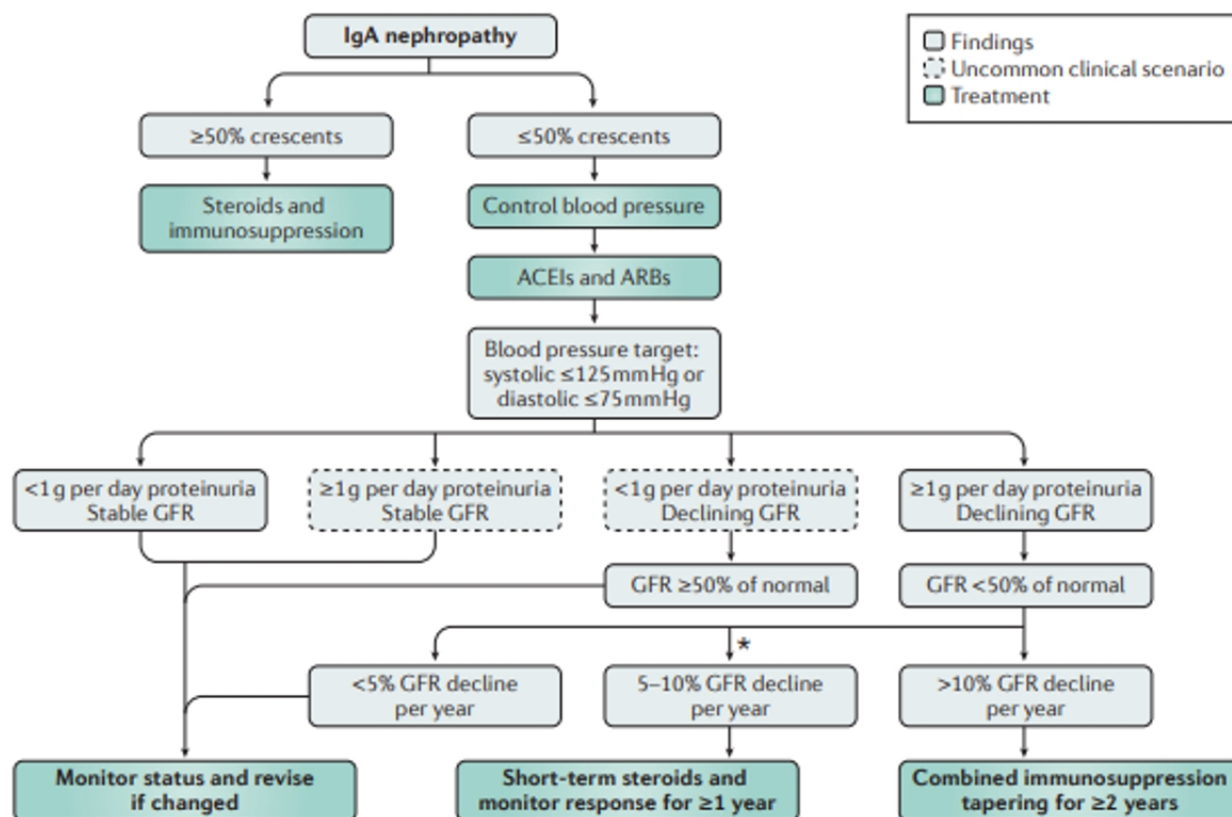 IgA nephropathy
Findings
Uncommon clinical scenario
Treatment
≥50% crescents
≤50% crescents
Steroids and
immunosuppression
Control blood pressure
ACEIs and ARBs
Blood pressure target:
systolic ≤125mmHg or
diastolic ≤75mmHg
<1g per day proteinuria
Stable GFR
≥1g per day proteinuria
Stable GFR
<1g per day proteinuria
Declining GFR
≥1g per day proteinuria
Declining GFR
GFR ≥50% of normal
GFR <50% of normal
*
<5% GFR decline
per year
5–10% GFR decline
per year
>10% GFR decline
per year
Monitor status and revise
if changed
Short-term steroids and
monitor response for ≥1 year
Combined immunosuppression
tapering for ≥2 years